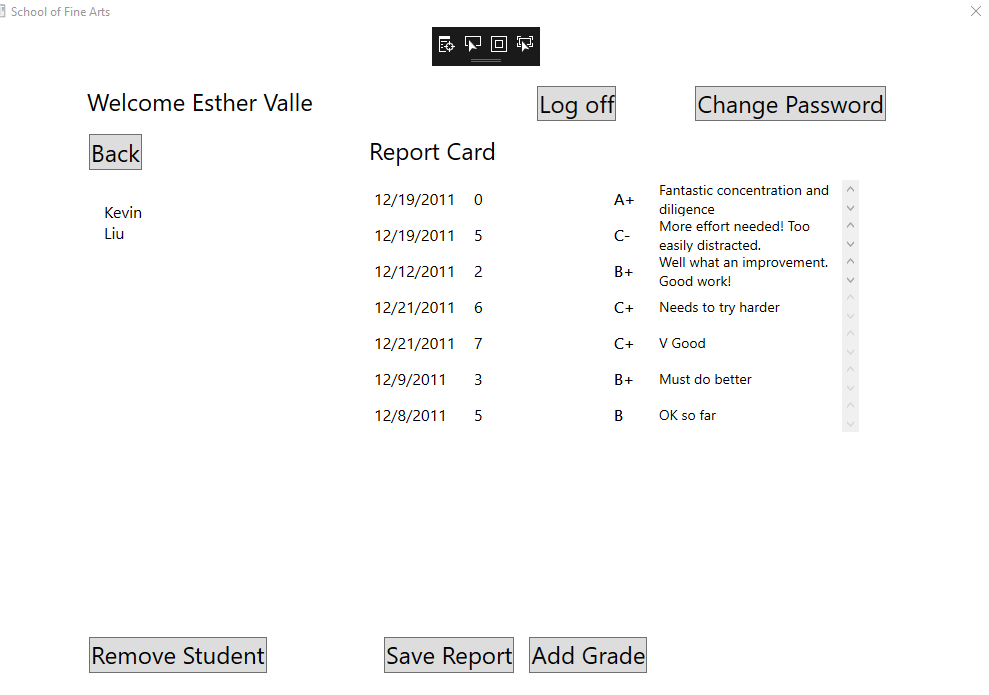 School of Fine Arts
Welcome Esther Valle
Log off
Change Password
Back
Report Card
Kevin
Liu
12/19/2011 0 A+ Fantastic concentration and
diligence
12/19/2011 5 C- More effort needed! Too
easily distracted.
12/12/2011 2 B+ Well what an improvement.
Good work!
12/21/2011 6 C+ Needs to try harder
12/21/2011 7 C+ V Good
12/9/2011 3 B+ Must do better
12/8/2011 5 B OK so far
Remove Student
Save Report
Add Grade